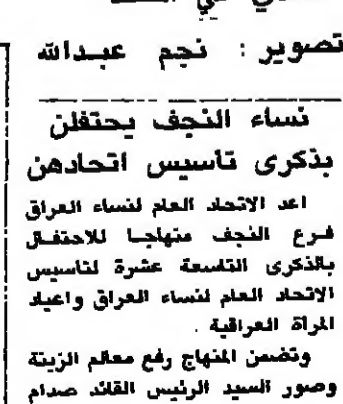 في
تصوير : نجم عبدالله
نساء النجف يحتفلن
بذكرى تاسيس اتحادهن
اعد الاتحاد العام لنساء العراق
فرع النجف منهاجا للاحتفال
بالذكرى التاسعة عشرة لتاسيس
الاتحاد العام لنساء العراق واعياد
المراة العراقية .
وتضمن المنهاج رفع معالم الزينة
وصور السيد الرئيس القائد صدام